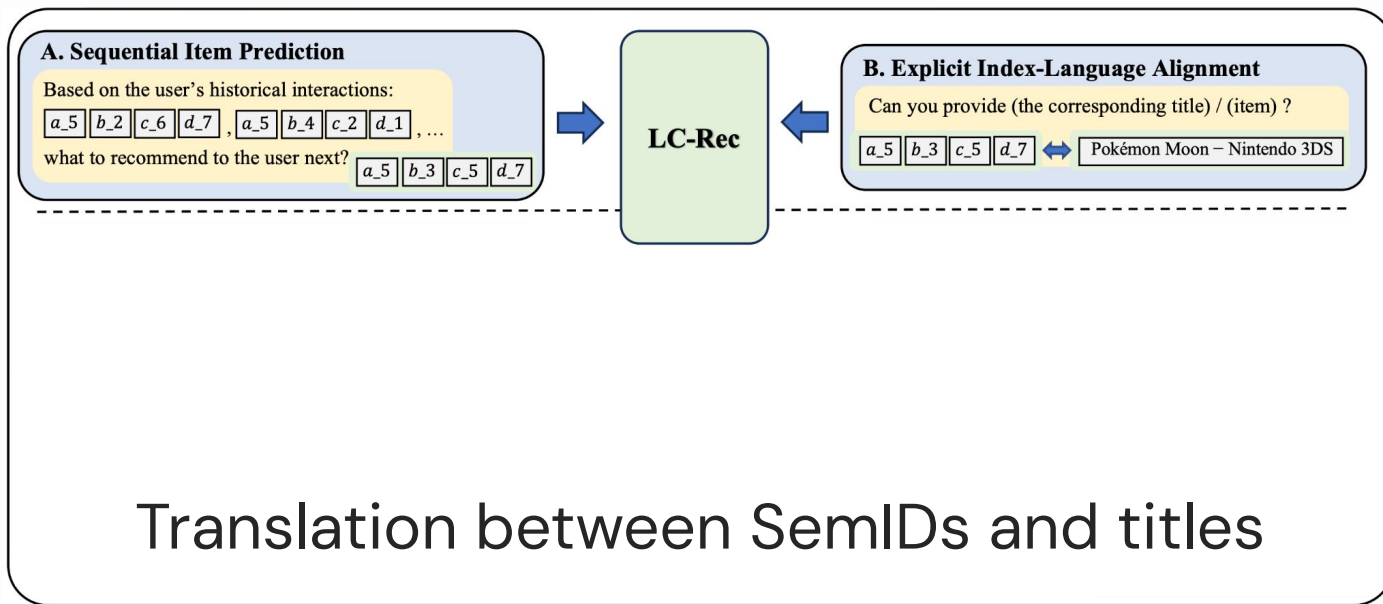 A. Sequential Item Prediction
Based on the user's historical interactions:
a_5 b_2 c_6 d_7 , a_5 b_4 c_2 d_1 , ...
what to recommend to the user next?
a_5 b_3 c_5 d_7
LC-Rec
B. Explicit Index-Language Alignment
Can you provide (the corresponding title) / (item) ?
a_5 b_3 c_5 d_7 Pokémon Moon − Nintendo 3DS
Translation between SemIDs and titles